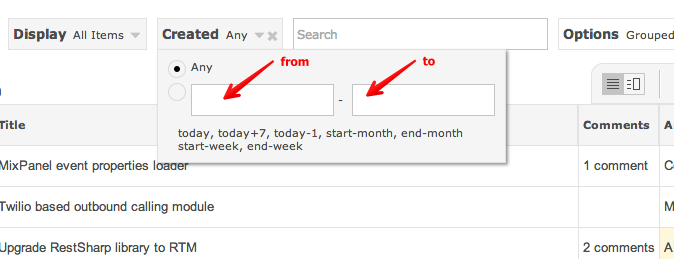 Display All Items Created Any Search Options Grouped
Any
from to
-
today, today+7, today-1, start-month, end-month
start-week, end-week
Title Comments
MixPanel event properties loader 1 comment
Twilio based outbound calling module
Upgrade RestSharp library to RTM 2 comments